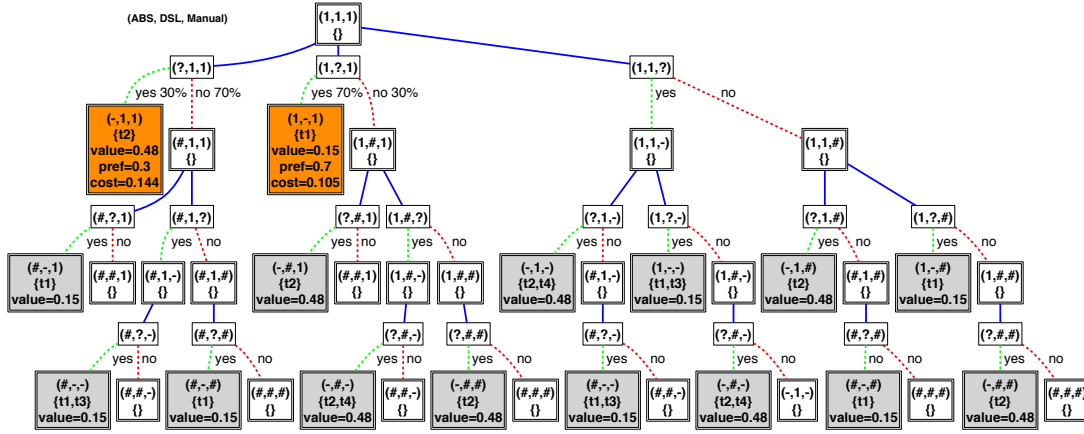 (ABS, DSL, Manual)
(1,1,1)
{}
(?,1,1)
(1,?,1)
(1,1,?)
yes 30%
no 70%
yes 70%
no 30%
yes
no
(-,1,1)
{t2}
value=0.48
pref=0.3
cost=0.144
(#,1,1)
{}
(1,-,1)
{t1}
value=0.15
pref=0.7
cost=0.105
(1,#,1)
{}
(1,1,-)
{}
(1,1,#)
{}
(#,?,1)
(#,1,?)
(?,#,1)
(1,#,?)
(?,1,-)
(1,?,-)
(?,1,#)
(1,?,#)
yes
no
yes
no
yes
no
yes
no
yes
no
yes
no
yes
no
yes
no
(#,-,1)
{t1}
value=0.15
(#,#,1)
{}
(#,1,-)
{}
(#,1,#)
{}
(-,#,1)
{t2}
value=0.48
(#,#,1)
{}
(1,#,-)
{}
(1,#,#)
{}
(-,1,-)
{t2,t4}
value=0.48
(#,1,-)
{}
(1,-,-)
{t1,t3}
value=0.15
(1,#,-)
{}
(-,1,#)
{t2}
value=0.48
(#,1,#)
{}
(1,-,#)
{t1}
value=0.15
(1,#,#)
{}
(#,?,-)
(#,?,#)
(?,#,-)
(?,#,#)
(#,?,-)
(?,#,-)
(#,?,#)
(?,#,#)
yes
no
yes
no
yes
no
yes
no
yes
no
yes
no
yes
no
yes
no
(#,-,-)
{t1,t3}
value=0.15
(#,#,-)
{}
(#,-,#)
{t1}
value=0.15
(#,#,#)
{}
(-,#,-)
{t2,t4}
value=0.48
(#,#,-)
{}
(-,#,#)
{t2}
value=0.48
(#,#,#)
{}
(#,-,-)
{t1,t3}
value=0.15
(#,#,-)
{}
(-,#,-)
{t2,t4}
value=0.48
(-,1,-)
{}
(#,-,#)
{t1}
value=0.15
(#,#,#)
{}
(-,#,#)
{t2}
value=0.48
(#,#,#)
{}